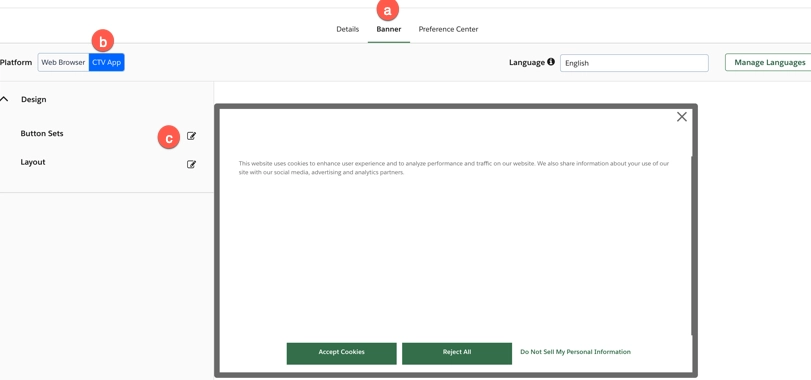 a
Details Banner Preference Center
b
Platform Web Browser CTV App Language English Manage Languages
Design
Button Sets
c
Layout
This website uses cookies to enhance user experience and to analyze performance and traffic on our website. We also share information about your use of our
site with our social media, advertising and analytics partners.
Accept Cookies Reject All Do Not Sell My Personal Information